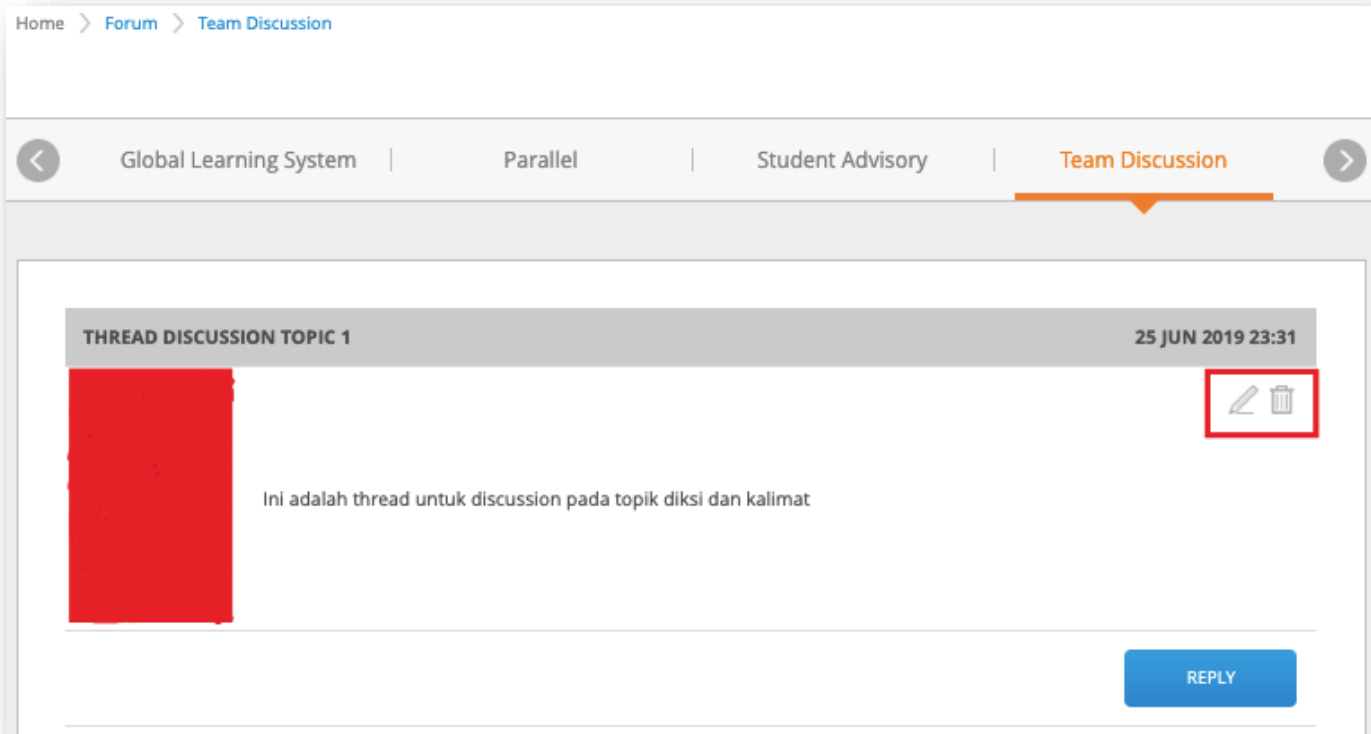 Home > Forum > Team Discussion
Global Learning System | Parallel | Student Advisory | Team Discussion
THREAD DISCUSSION TOPIC 1 25 JUN 2019 23:31
Ini adalah thread untuk discussion pada topik diksi dan kalimat
REPLY